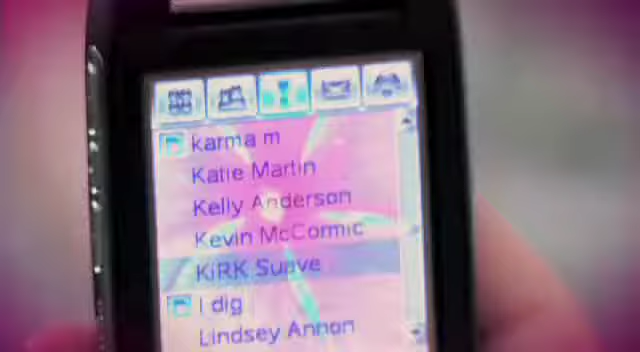 karma m
Katie Martin
Kelly Anderson
Kevin McCormic
KiRK Suave
I dig
Lindsey Annon